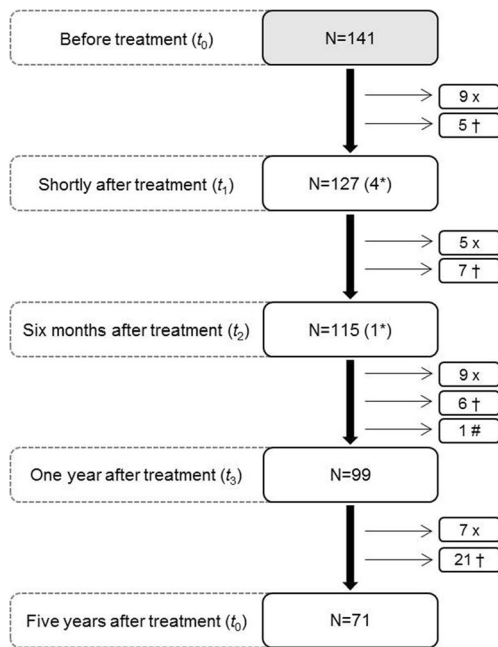 Before treatment (t0)
N=141
9 x
5 †
Shortly after treatment (t1)
N=127 (4*)
5 x
7 †
Six months after treatment (t2)
N=115 (1*)
9 x
6 †
1 #
One year after treatment (t3)
N=99
7 x
21 †
Five years after treatment (t0)
N=71